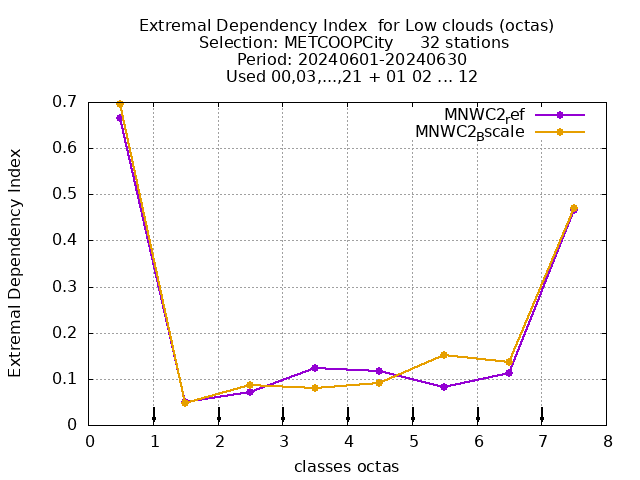 Extremal Dependency Index  for Low clouds (octas)
Selection: METCOOPCity     32 stations
Period: 20240601-20240630
Used 00,03,...,21 + 01 02 ... 12
MNWC2ref
MNWC2Bscale
Extremal Dependency Index
0.7
0.6
0.5
0.4
0.3
0.2
0.1
0
0 1 2 3 4 5 6 7 8
classes octas